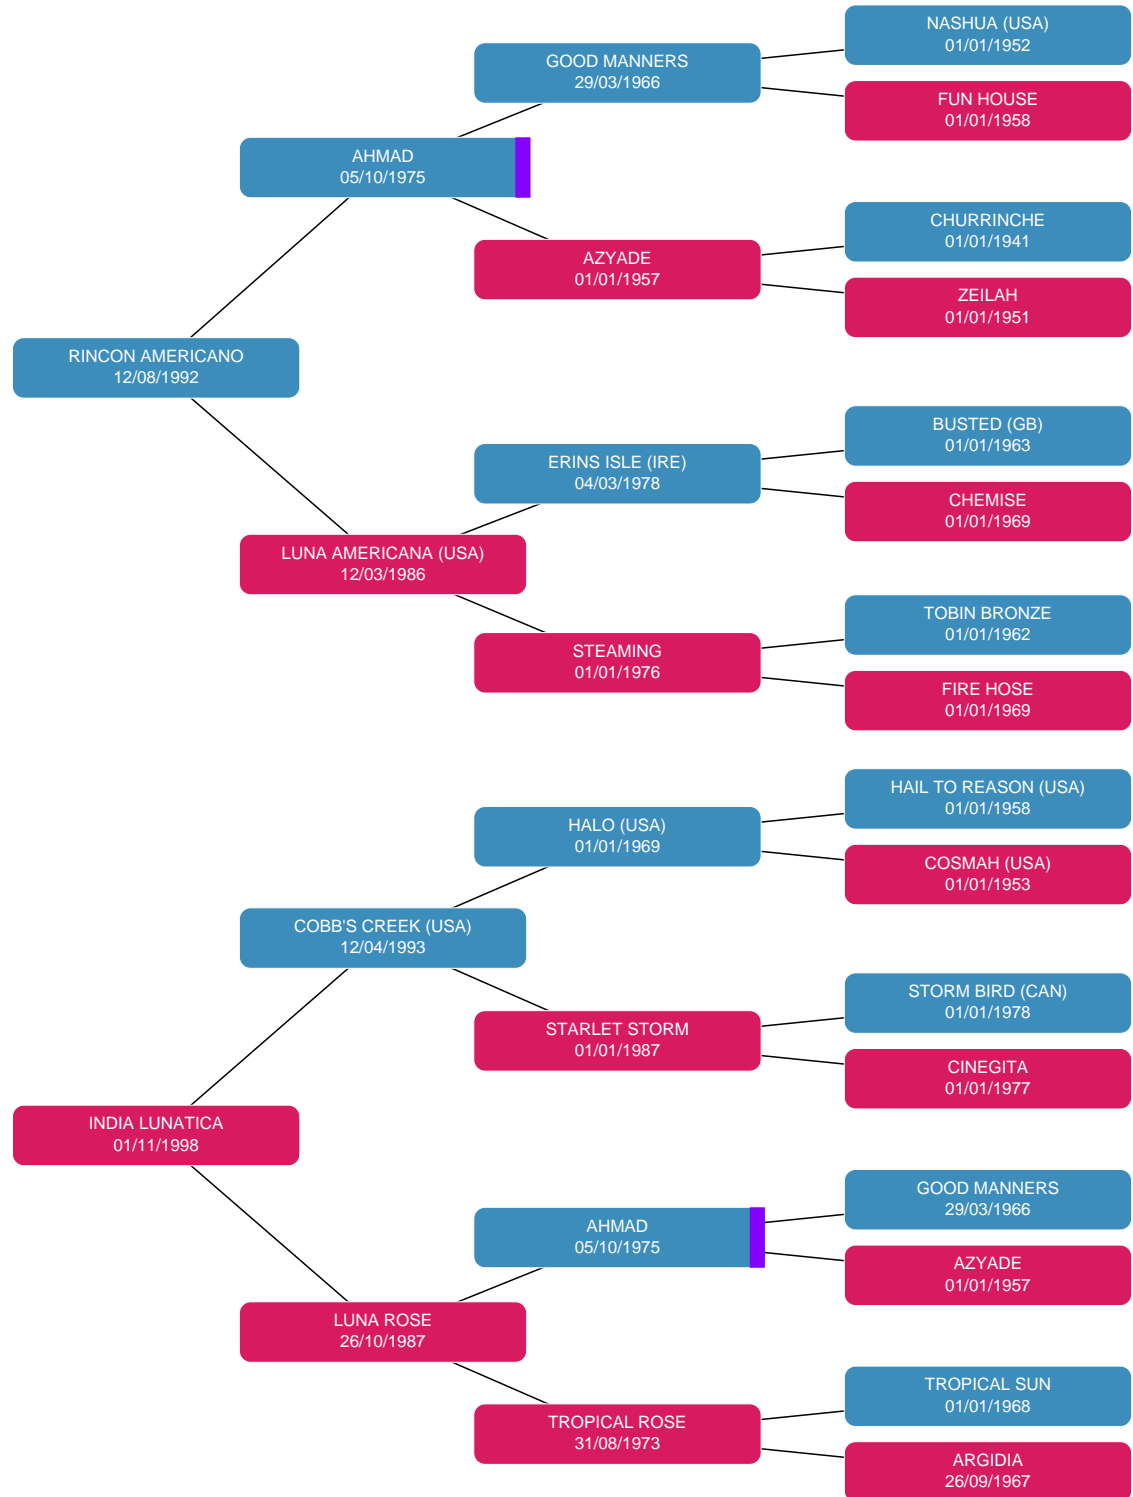 NASHUA (USA)
01/01/1952
GOOD MANNERS
29/03/1966
FUN HOUSE
01/01/1958
AHMAD
05/10/1975
CHURRINCHE
01/01/1941
AZYADE
01/01/1957
ZEILAH
01/01/1951
RINCON AMERICANO
12/08/1992
BUSTED (GB)
01/01/1963
ERINS ISLE (IRE)
04/03/1978
CHEMISE
01/01/1969
LUNA AMERICANA (USA)
12/03/1986
TOBIN BRONZE
01/01/1962
STEAMING
01/01/1976
FIRE HOSE
01/01/1969
HAIL TO REASON (USA)
01/01/1958
HALO (USA)
01/01/1969
COSMAH (USA)
01/01/1953
COBB'S CREEK (USA)
12/04/1993
STORM BIRD (CAN)
01/01/1978
STARLET STORM
01/01/1987
CINEGITA
01/01/1977
INDIA LUNATICA
01/11/1998
GOOD MANNERS
29/03/1966
AHMAD
05/10/1975
AZYADE
01/01/1957
LUNA ROSE
26/10/1987
TROPICAL SUN
01/01/1968
TROPICAL ROSE
31/08/1973
ARGIDIA
26/09/1967